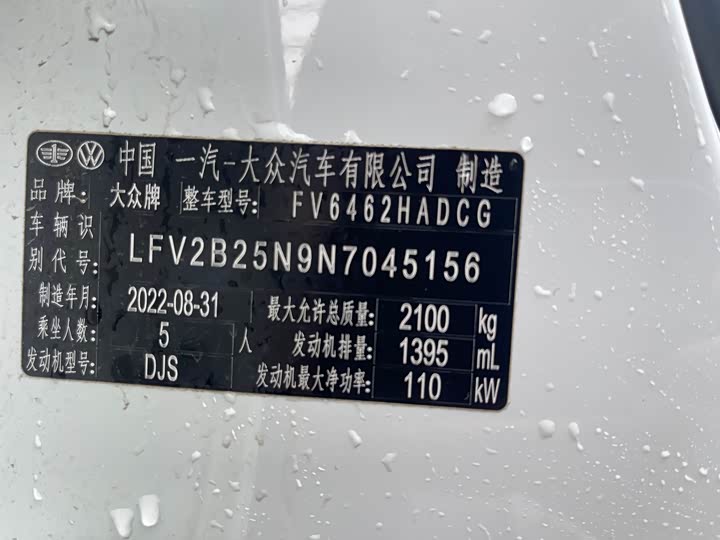 中国 一汽-大众汽车有限公司 制造
品牌: 大众牌 整车型号: FV6462HADCG
车辆识别代号: LFV2B25N9N7045156
制造年月: 2022-08-31 最大允许总质量: 2100 kg
乘坐人数: 5 人 发动机排量: 1395 mL
发动机型号: DJS 发动机最大净功率: 110 kW